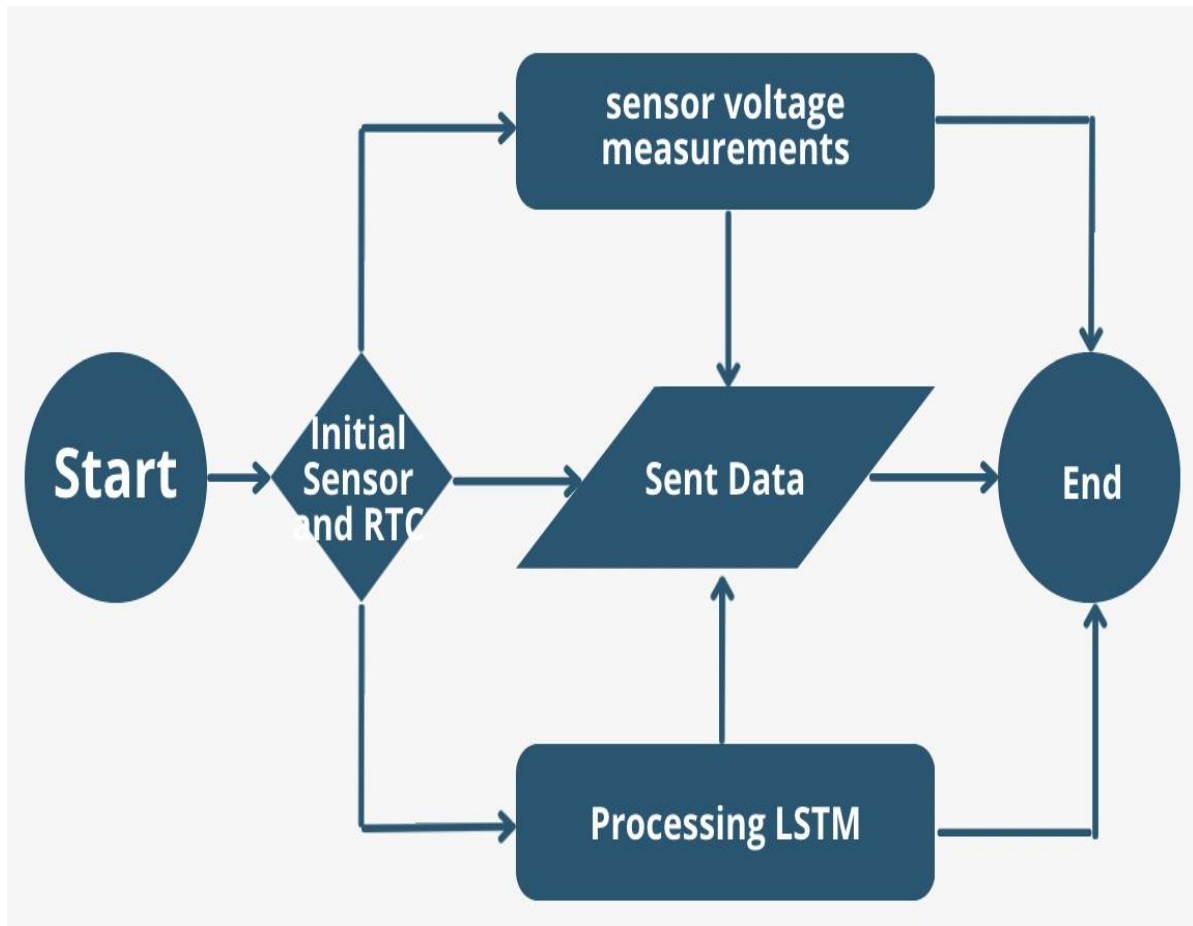 sensor voltage
measurements
Start
Initial
Sensor
and RTC
Sent Data
End
Processing LSTM